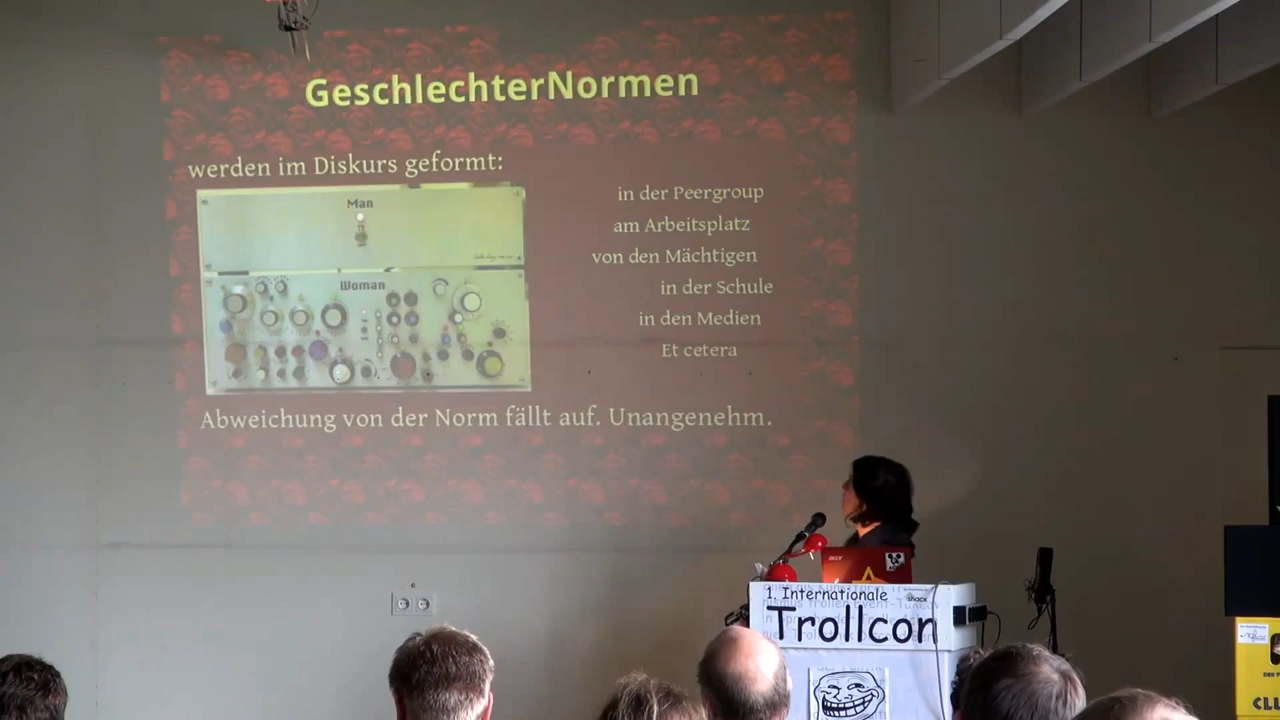 GeschlechterNormen
werden im Diskurs geformt:
Man
Woman
in der Peergroup
am Arbeitsplatz
von den Mächtigen
in der Schule
in den Medien
Et cetera
Abweichung von der Norm fällt auf. Unangenehm.
acer
1. Internationale
Trollcon